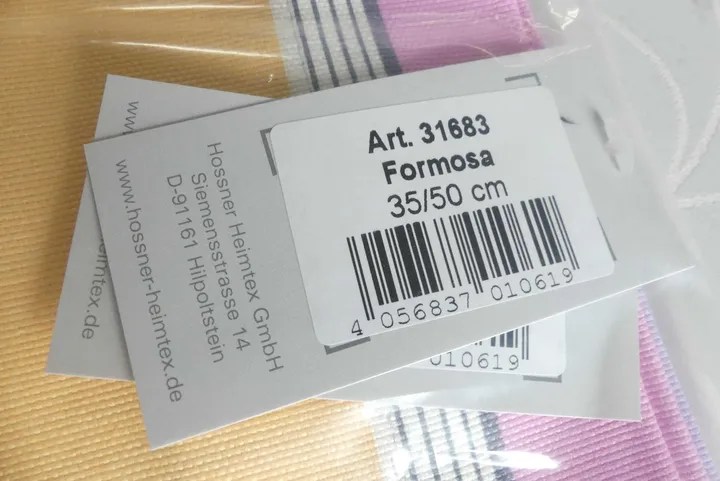 Art. 31683
Formosa
35/50 cm
4 056837 010619
Hossner Heimtex GmbH
Siemensstrasse 14
D-91161 Hilpoltstein
www.hossner-heimtex.de
010619